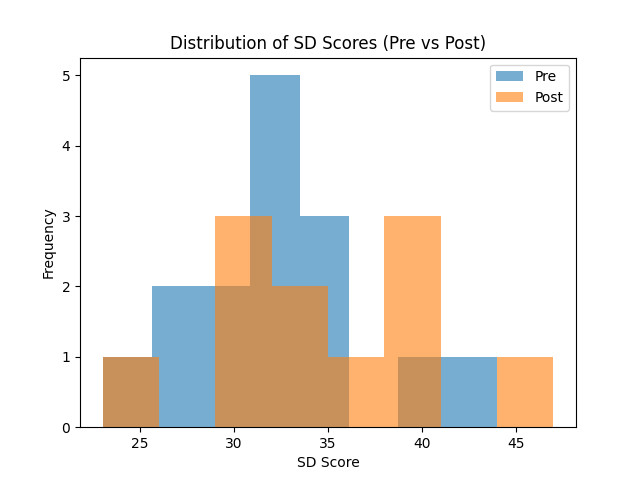 Distribution of SD Scores (Pre vs Post)
Pre
Post
5
4
3
2
1
0
Frequency
25 30 35 40 45
SD Score